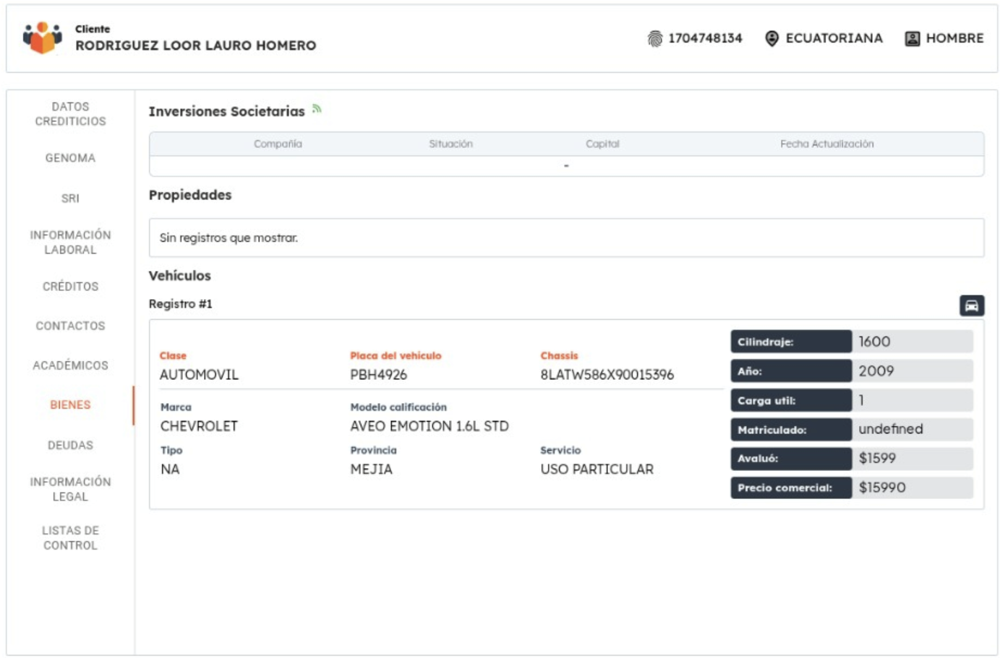 Cliente
RODRIGUEZ LOOR LAURO HOMERO
1704748134 ECUATORIANA HOMBRE
DATOS
CREDITICIOS
GENOMA
SRI
INFORMACIÓN
LABORAL
CRÉDITOS
CONTACTOS
ACADÉMICOS
BIENES
DEUDAS
INFORMACIÓN
LEGAL
LISTAS DE
CONTROL
Inversiones Societarias
Compañía Situación Capital Fecha Actualización
-
Propiedades
Sin registros que mostrar.
Vehículos
Registro #1
Clase Placa del vehiculo Chassis
AUTOMOVIL PBH4926 8LATW586X90015396
Marca Modelo calificación
CHEVROLET AVEO EMOTION 1.6L STD
Tipo Provincia Servicio
NA MEJIA USO PARTICULAR
Cilindraje: 1600
Año: 2009
Carga util: 1
Matriculado: undefined
Avaluó: $1599
Precio comercial: $15990